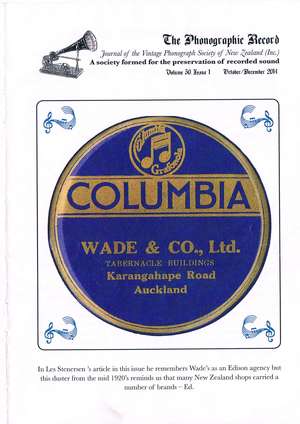 The Phonographic Record
Journal of the Vintage Phonograph Society of New Zealand (Inc.)
A society formed for the preservation of recorded sound
Volume 50 Issue 1 October/December 2014
Columbia
Grafonola
COLUMBIA
WADE & CO., Ltd.
TABERNACLE BUILDINGS
Karangahape Road
Auckland
In Les Stenersen 's article in this issue he remembers Wade's as an Edison agency but
this duster from the mid 1920's reminds us that many New Zealand shops carried a
number of brands – Ed.